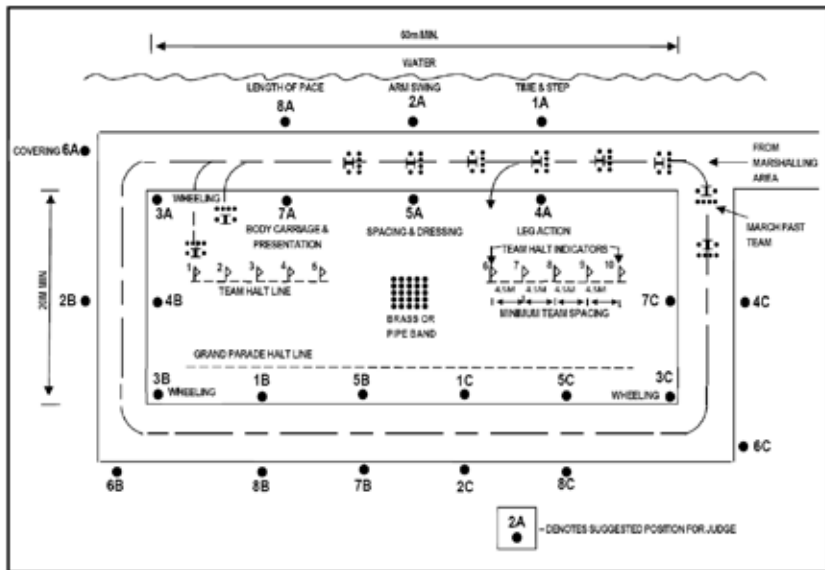 60m MIN.
WATER
LENGTH OF PACE
ARM SWING
TIME & STEP
8A
2A
1A
COVERING 6A
FROM
MARSHALLING
AREA
WHEELING
3A
7A
5A
4A
BODY CARRIAGE &
PRESENTATION
SPACING & DRESSING
LEG ACTION
MARCH PAST
TEAM
TEAM HALT INDICATORS
1 2 3 4 5
6 7 8 9 10
TEAM HALT LINE
4.5M 4.5M 4.5M 4.5M
MINIMUM TEAM SPACING
20M MIN.
2B
4B
BRASS OR
PIPE BAND
7C
4C
GRAND PARADE HALT LINE
3B
1B
5B
1C
5C
3C
WHEELING
WHEELING
6C
6B
8B
7B
2C
8C
2A
– DENOTES SUGGESTED POSITION FOR JUDGE